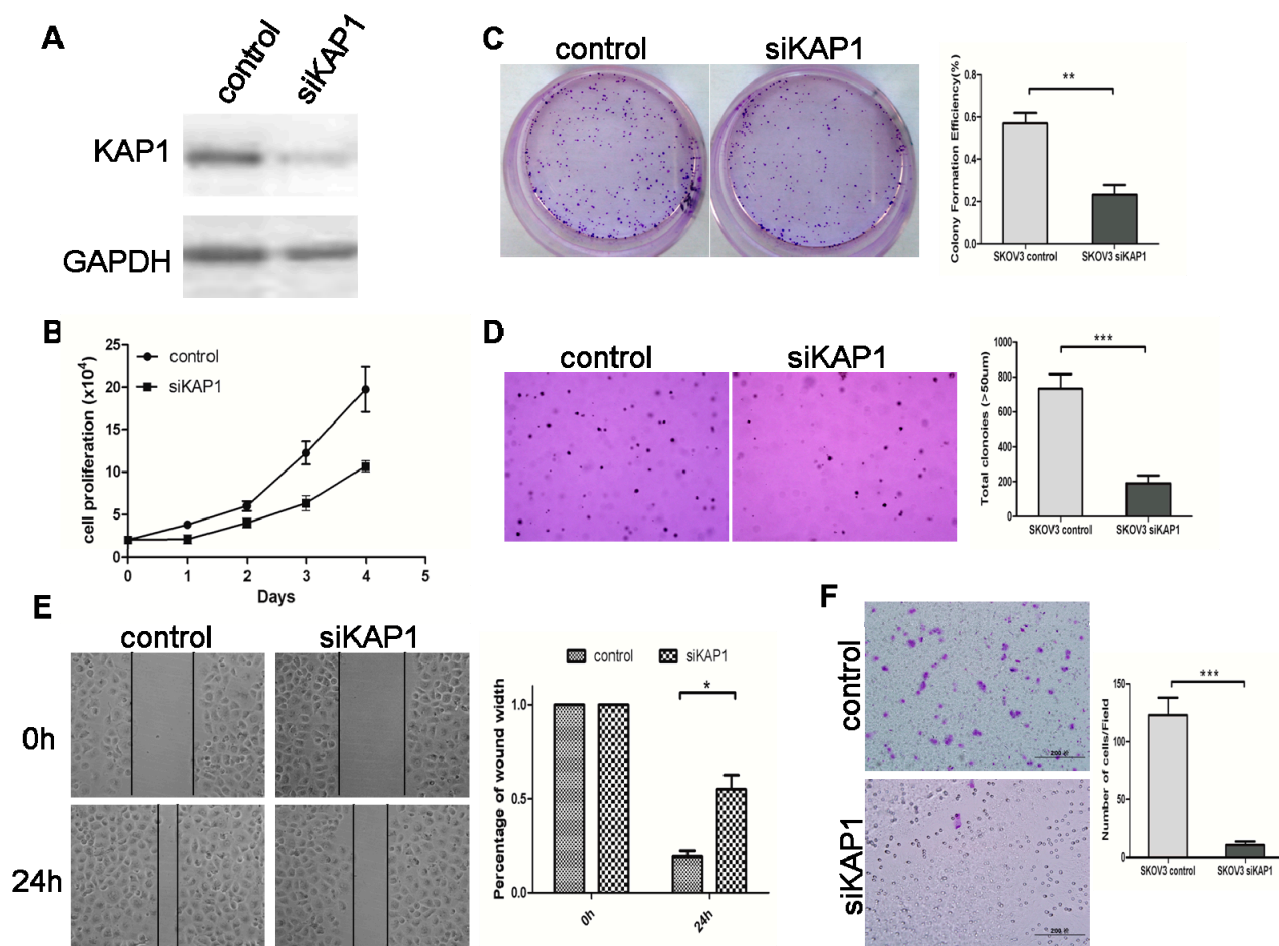 A
control
siKAP1
KAP1
GAPDH
B
control
siKAP1
cell proliferation (x10⁴)
25
20
15
10
5
0
0 1 2 3 4 5
Days
C
control siKAP1
Colony Formation Efficiency(%)
0.8
0.6
0.4
0.2
0.0
**
SKOV3 control SKOV3 siKAP1
D
control siKAP1
Total clonoies (>50um)
1000
800
600
400
200
0
***
SKOV3 control SKOV3 siKAP1
E
control siKAP1
0h
24h
control siKAP1
Percentage of wound width
1.0
0.5
0.0
*
0h 24h
F
control
siKAP1
200
200
Number of cells/Field
150
100
50
0
***
SKOV3 control SKOV3 siKAP1